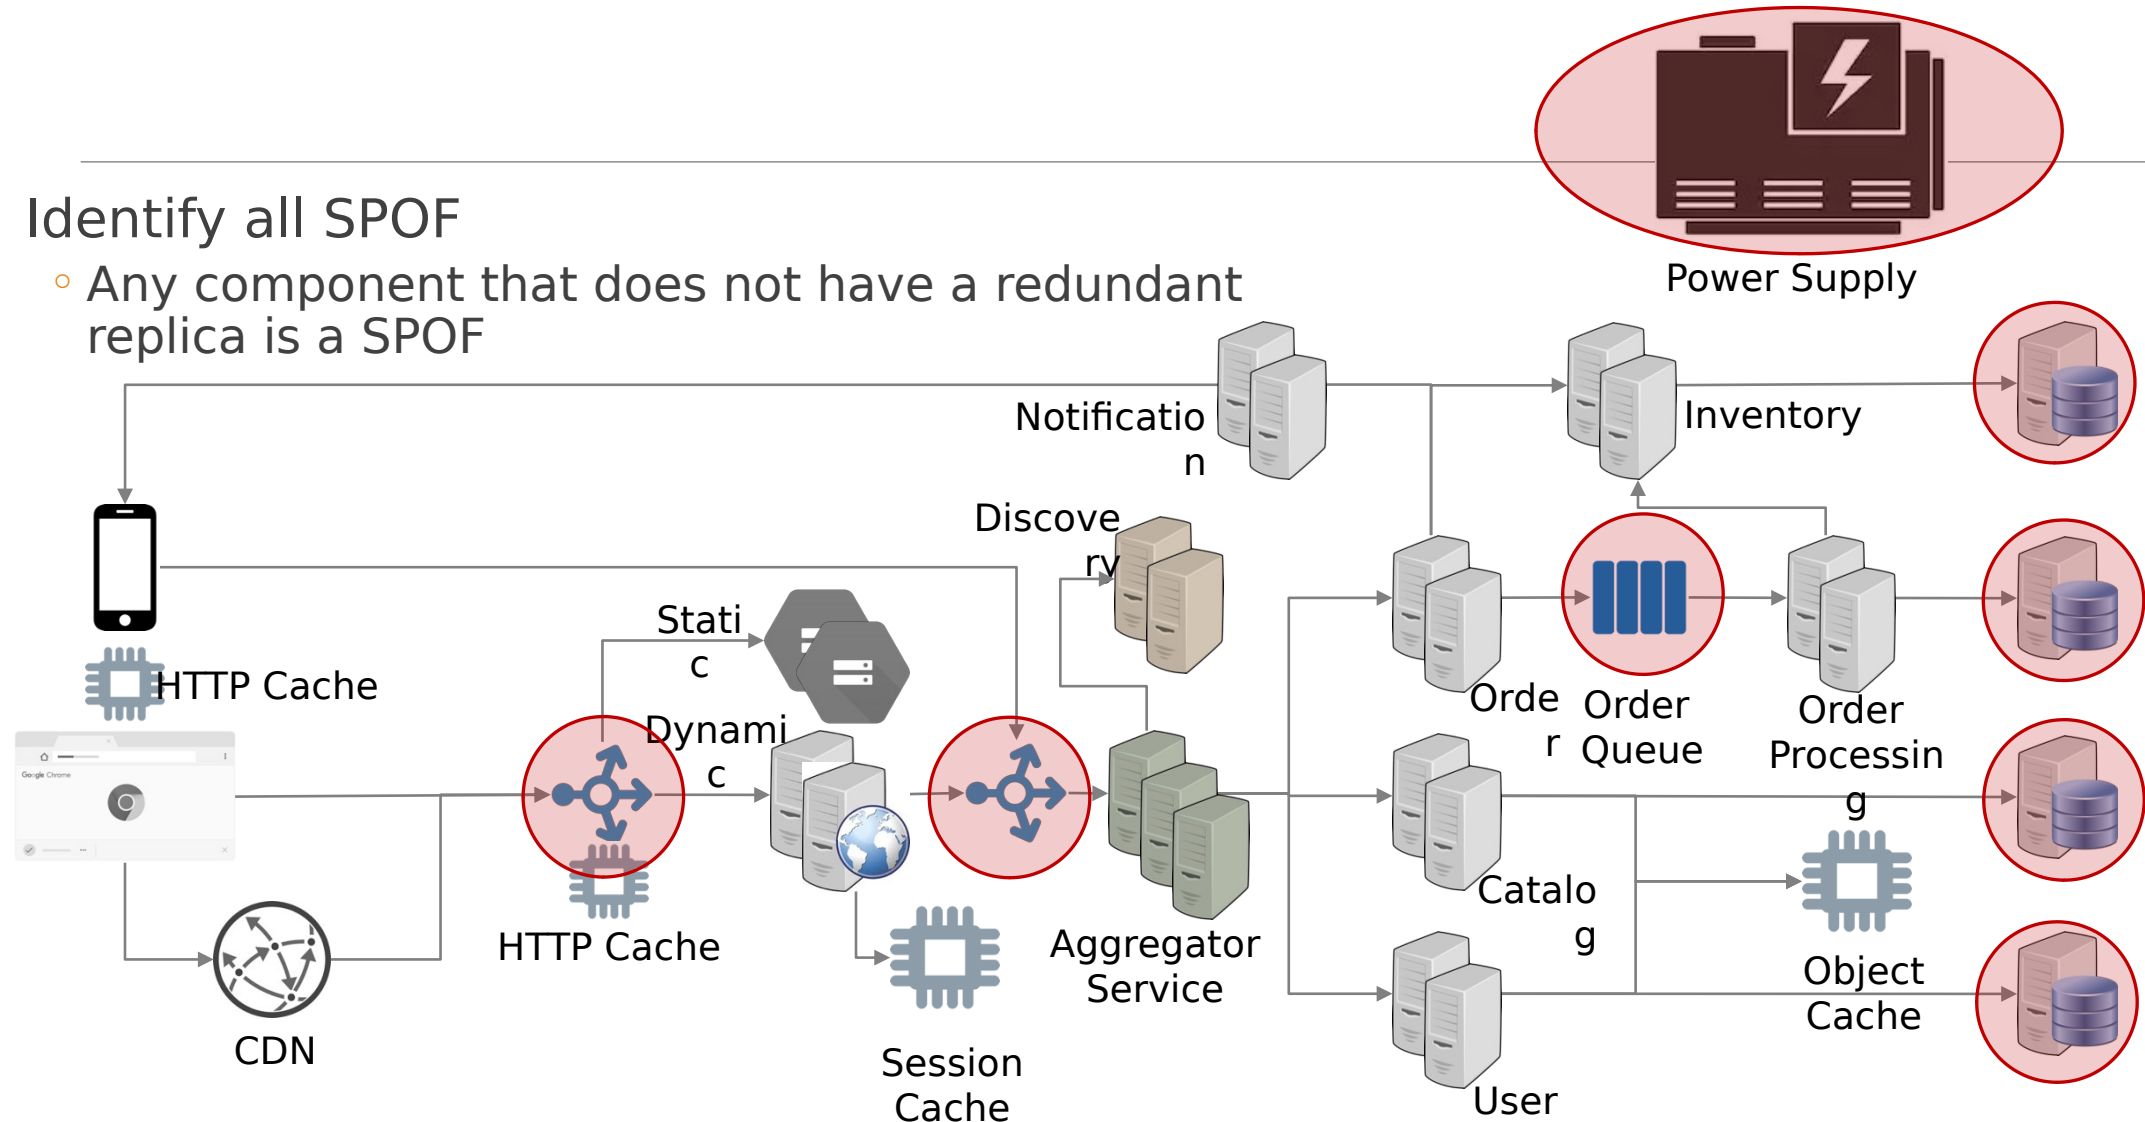 Power Supply
Identify all SPOF
Any component that does not have a redundant
replica is a SPOF
Notificatio
n
Inventory
Discove
ry
Stati
c
HTTP Cache
Dynami
c
Orde
r
Order
Queue
Order
Processin
g
Google Chrome
HTTP Cache
Aggregator
Service
Catalo
g
Object
Cache
CDN
Session
Cache
User